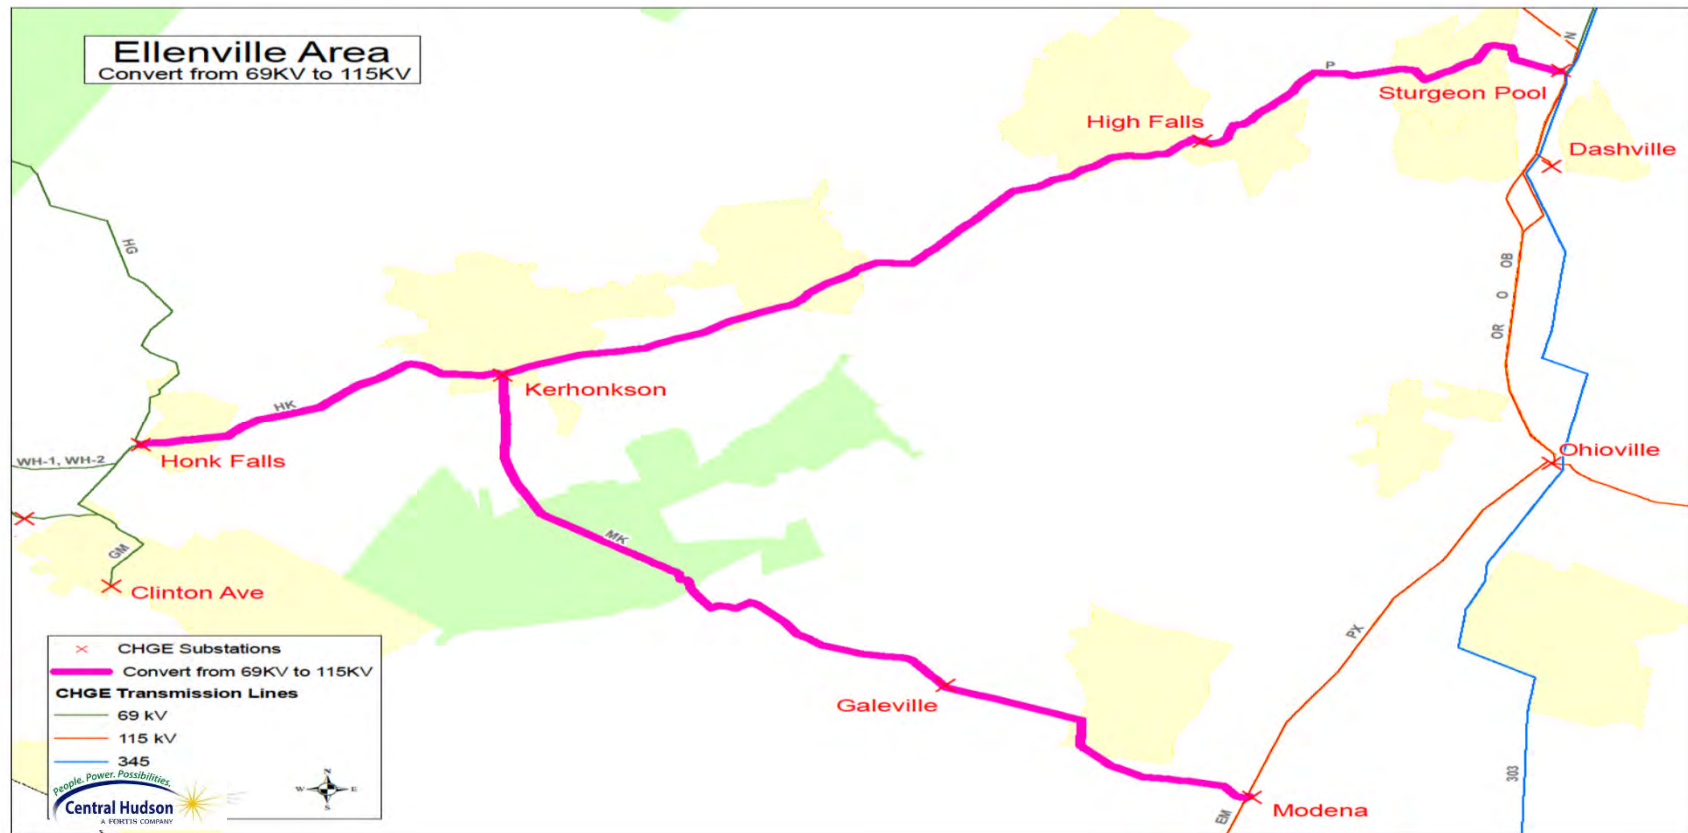 Ellenville Area
Convert from 69KV to 115KV
N
P
Sturgeon Pool
High Falls
Dashville
HG
OB
O
OR
Kerhonkson
HK
Honk Falls
WH-1, WH-2
Ohioville
MK
GM
Clinton Ave
PX
Galeville
303
Modena
EM
CHGE Substations
Convert from 69KV to 115KV
CHGE Transmission Lines
69 kV
115 kV
345
People. Power. Possibilities.
Central Hudson
A FORTIS COMPANY
N
W E
S